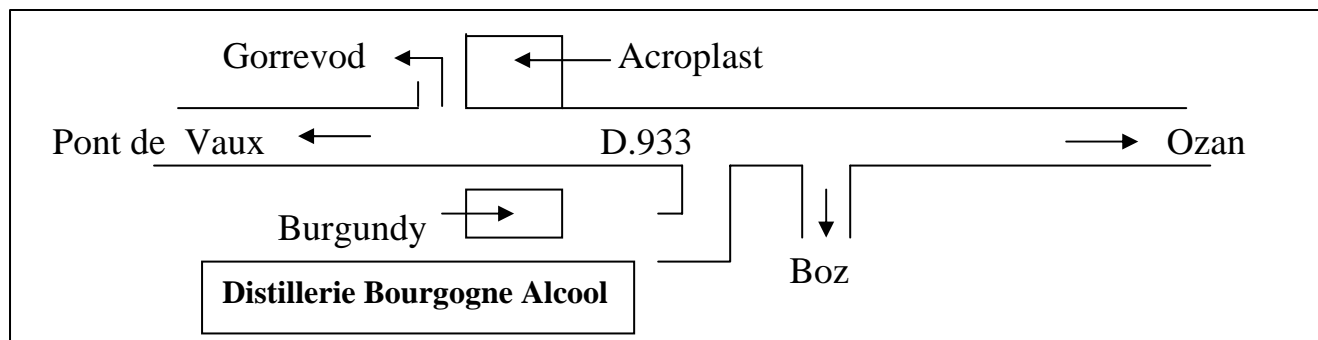 Gorrevod
Acroplast
Pont de Vaux
D.933
Ozan
Burgundy
Boz
Distillerie Bourgogne Alcool